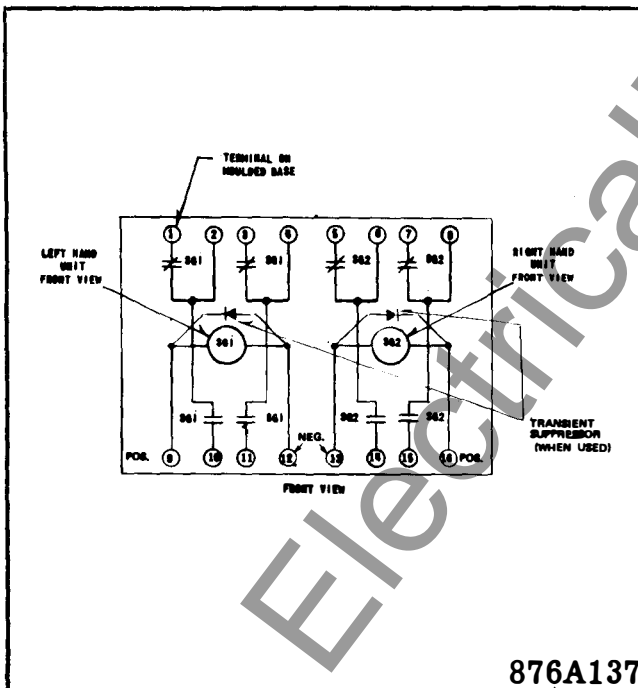 TERMINAL ON
MOULDED BASE
1 2 3 4 5 6 7 8
LEFT HAND
UNIT
FRONT VIEW
SG1 SG1 SG2 SG2
RIGHT HAND
UNIT
FRONT VIEW
SG1 SG2
SG1 SG1 SG2 SG2
TRANSIENT
SUPPRESSOR
(WHEN USED)
NEG.
POS. 9 10 11 12 13 14 15 16 POS.
FRONT VIEW
876A137
Electrical